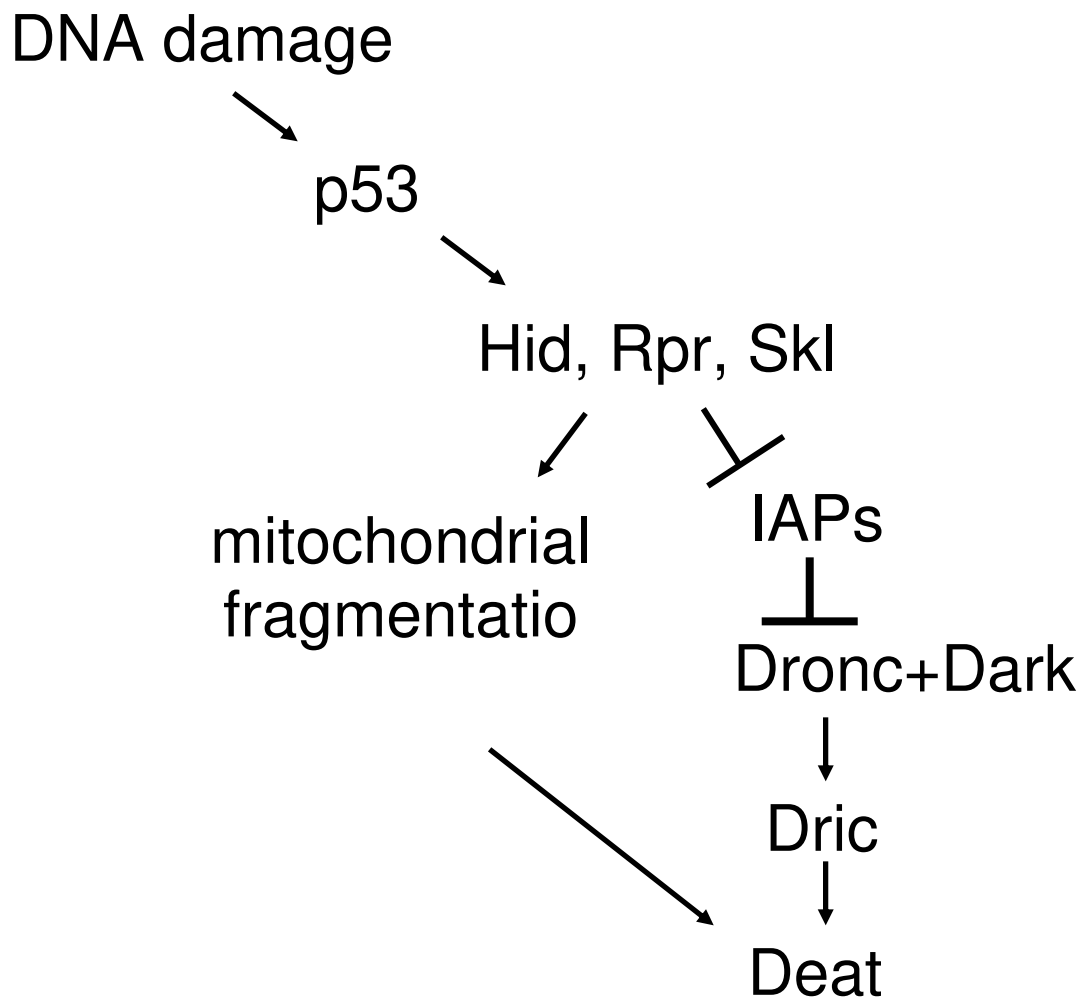 DNA damage
p53
Hid, Rpr, Skl
mitochondrial
fragmentatio
IAPs
Dronc+Dark
Dric
Deat